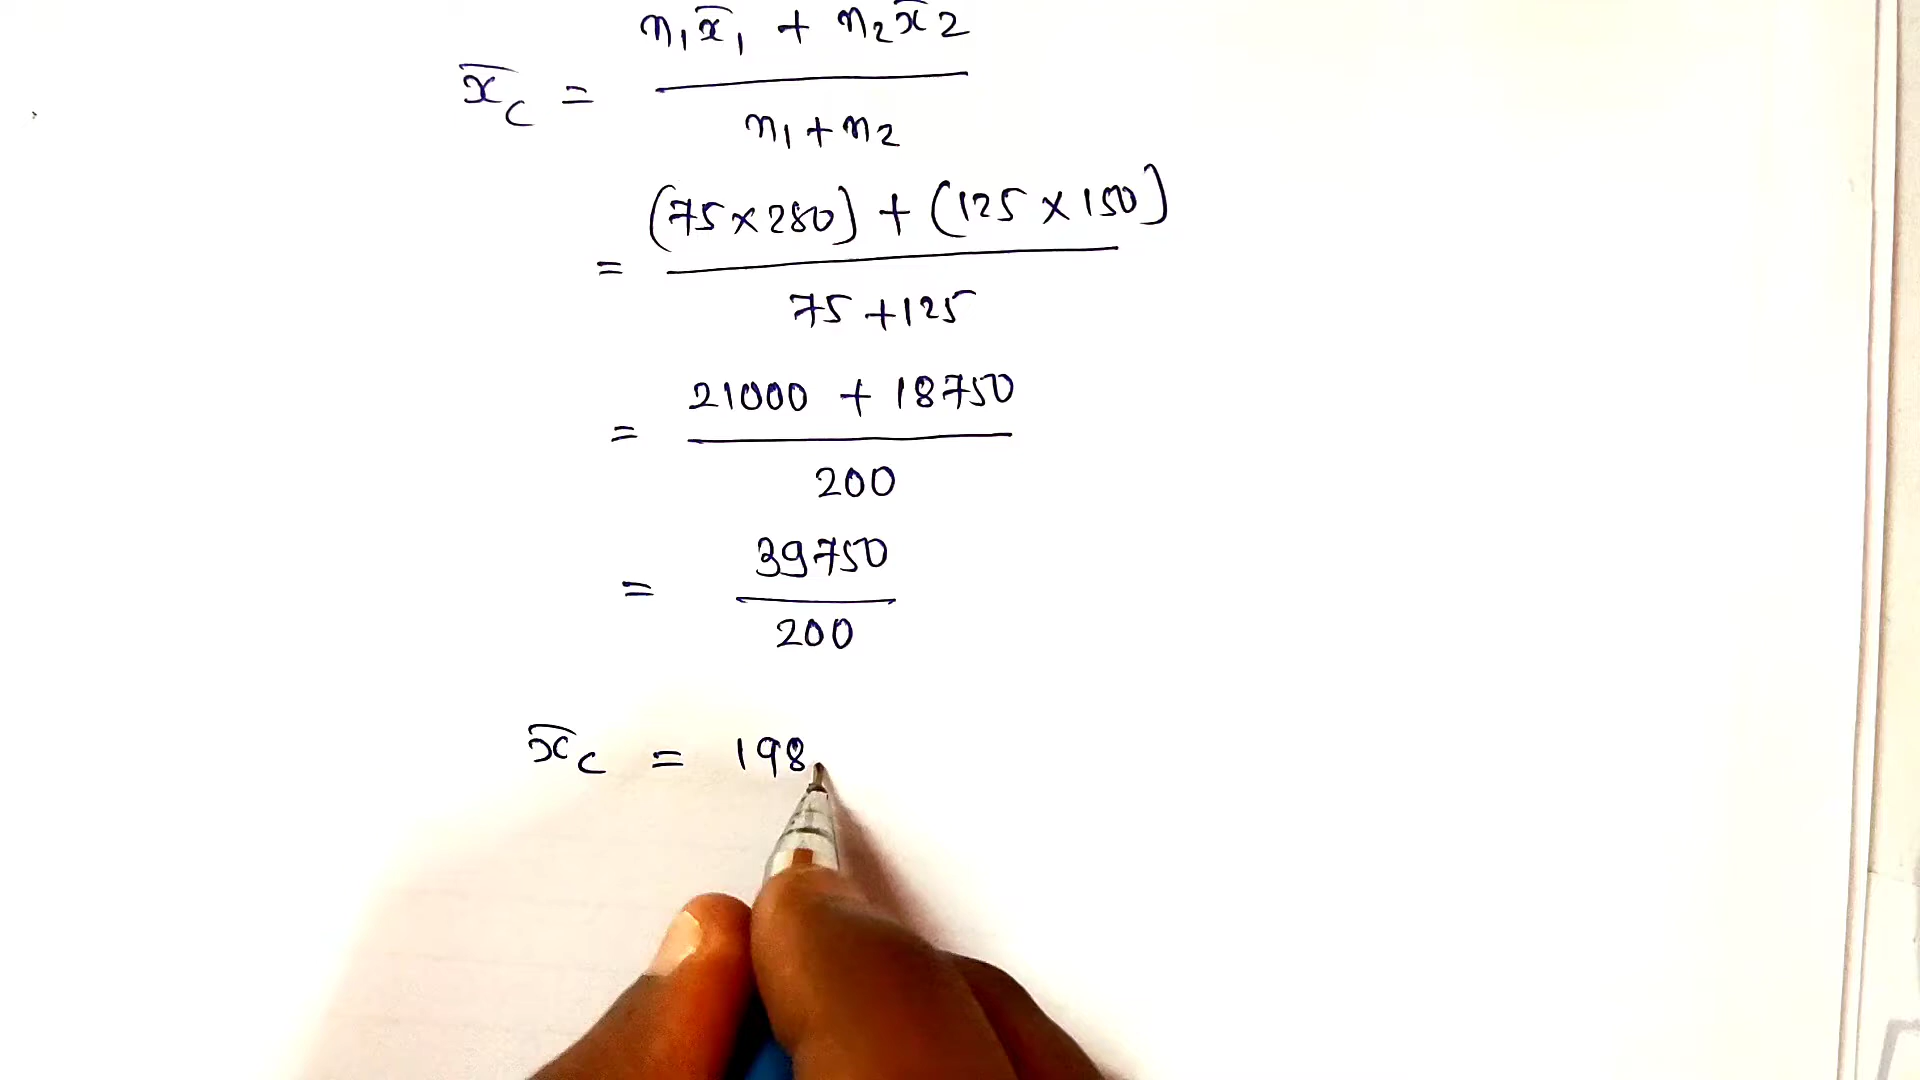 n₁x̄₁ + n₂x̄2
x̄c = ―――
n₁+n₂
(75×280) + (125×150)
= ―――
75+125
21000 + 18750
= ―――
200
39750
= ―――
200
x̄c = 198.